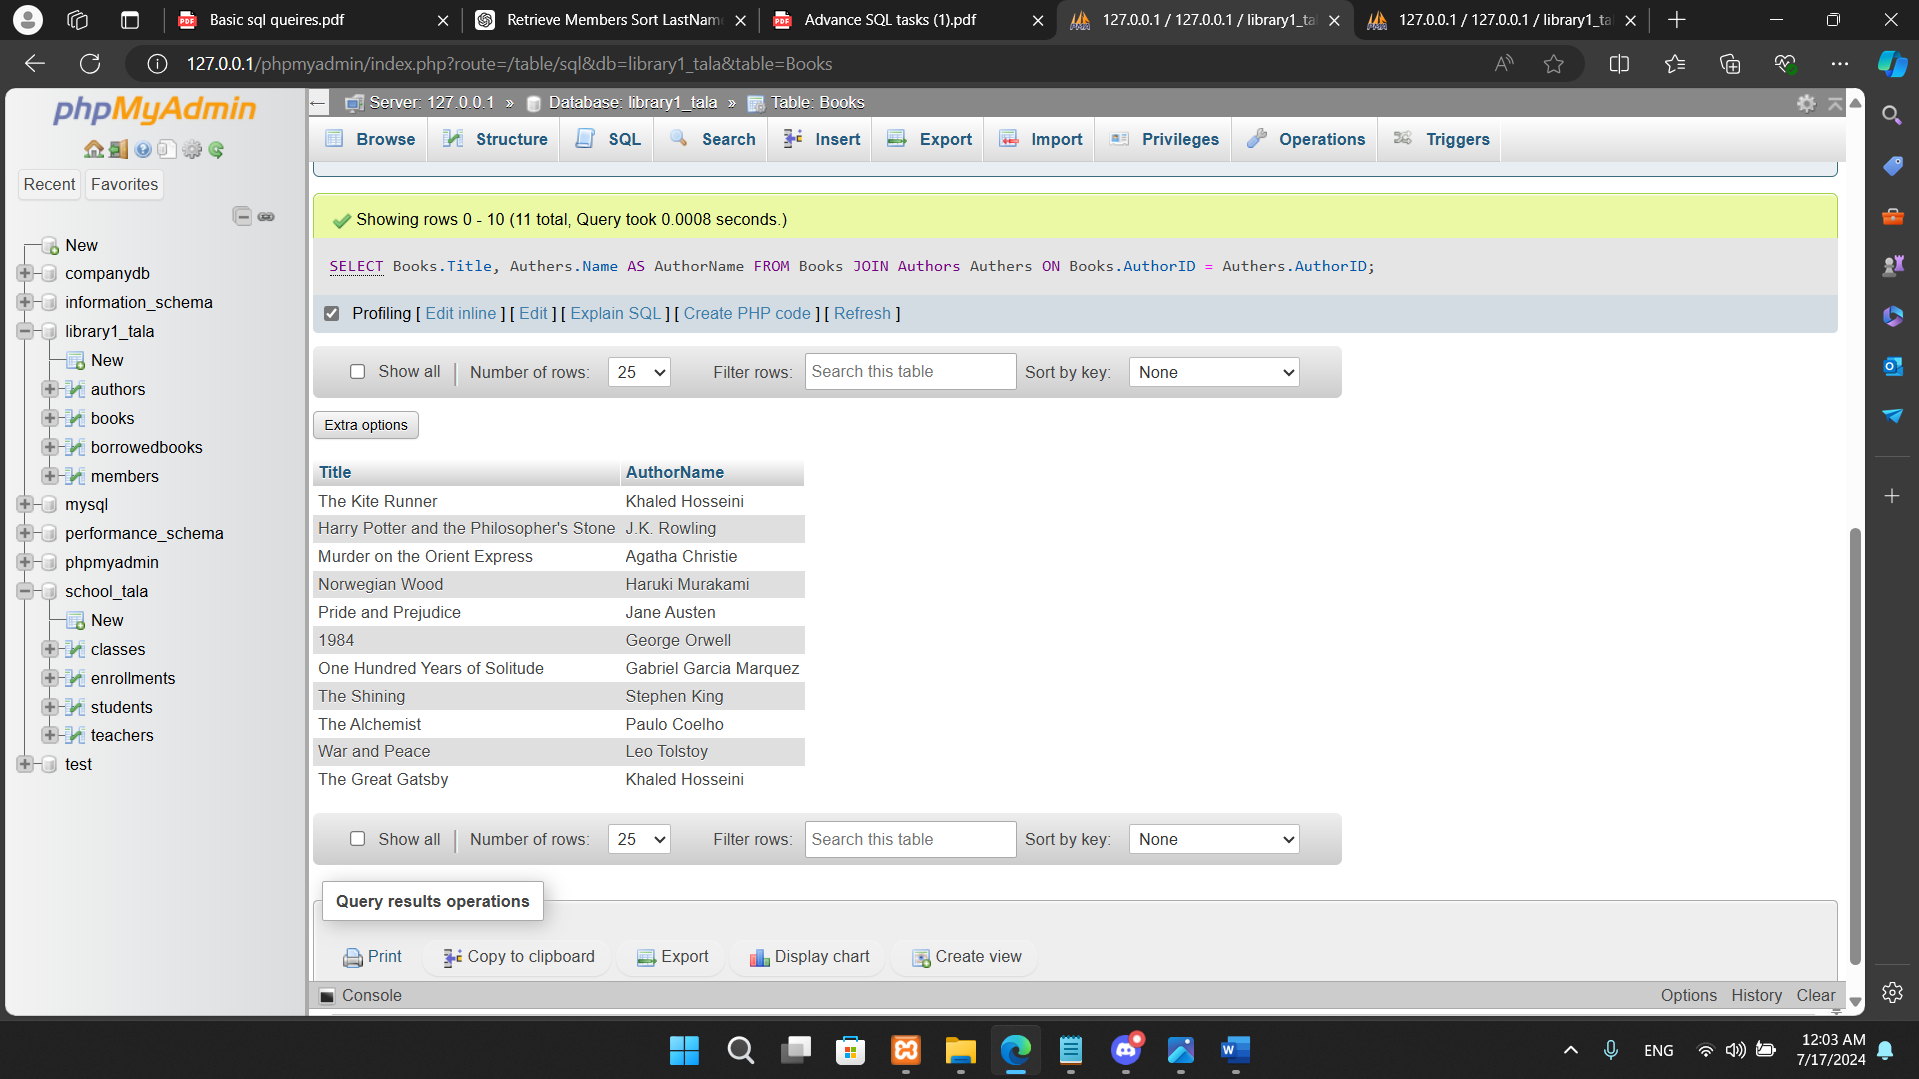 Basic sql queires.pdf
Retrieve Members Sort LastName
Advance SQL tasks (1).pdf
127.0.0.1 / 127.0.0.1 / library1_ta
127.0.0.1 / 127.0.0.1 / library1_ta
127.0.0.1/phpmyadmin/index.php?route=/table/sql&db=library1_tala&table=Books
phpMyAdmin
Recent
Favorites
New
companydb
information_schema
library1_tala
New
authors
books
borrowedbooks
members
mysql
performance_schema
phpmyadmin
school_tala
New
classes
enrollments
students
teachers
test
Server: 127.0.0.1 » Database: library1_tala » Table: Books
Browse Structure SQL Search Insert Export Import Privileges Operations Triggers
Showing rows 0 - 10 (11 total, Query took 0.0008 seconds.)
SELECT Books.Title, Authers.Name AS AuthorName FROM Books JOIN Authors Authers ON Books.AuthorID = Authers.AuthorID;
Profiling [ Edit inline ] [ Edit ] [ Explain SQL ] [ Create PHP code ] [ Refresh ]
Show all Number of rows: 25 Filter rows: Search this table Sort by key: None
Extra options
Title AuthorName
The Kite Runner Khaled Hosseini
Harry Potter and the Philosopher's Stone J.K. Rowling
Murder on the Orient Express Agatha Christie
Norwegian Wood Haruki Murakami
Pride and Prejudice Jane Austen
1984 George Orwell
One Hundred Years of Solitude Gabriel Garcia Marquez
The Shining Stephen King
The Alchemist Paulo Coelho
War and Peace Leo Tolstoy
The Great Gatsby Khaled Hosseini
Show all Number of rows: 25 Filter rows: Search this table Sort by key: None
Query results operations
Print Copy to clipboard Export Display chart Create view
Console Options History Clear
ENG
12:03 AM
7/17/2024